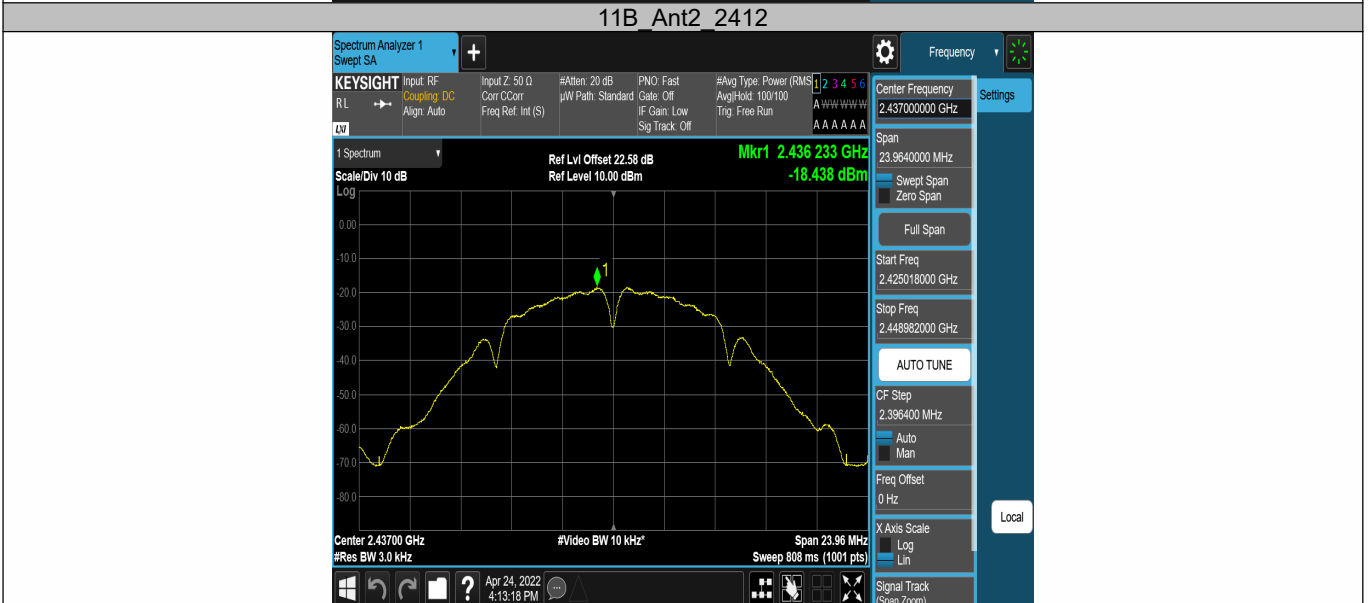 11B_Ant2_2412
Spectrum Analyzer 1
Swept SA
+
Frequency
KEYSIGHT
RL
LXI
Input: RF
Coupling: DC
Align: Auto
Input Z: 50 Ω
Corr CCorr
Freq Ref: Int (S)
#Atten: 20 dB
µW Path: Standard
PNO: Fast
Gate: Off
IF Gain: Low
Sig Track: Off
#Avg Type: Power (RMS
Avg|Hold: 100/100
Trig: Free Run
1 2 3 4 5 6
A W W W W W
A A A A A A
1 Spectrum
Scale/Div 10 dB
Log
Ref Lvl Offset 22.58 dB
Ref Level 10.00 dBm
Mkr1 2.436 233 GHz
-18.438 dBm
0.00
-10.0
-20.0
-30.0
-40.0
-50.0
-60.0
-70.0
-80.0
1
Center 2.43700 GHz
#Res BW 3.0 kHz
#Video BW 10 kHz*
Span 23.96 MHz
Sweep 808 ms (1001 pts)
?
Apr 24, 2022
4:13:18 PM
Center Frequency
2.437000000 GHz
Settings
Span
23.9640000 MHz
Swept Span
Zero Span
Full Span
Start Freq
2.425018000 GHz
Stop Freq
2.448982000 GHz
AUTO TUNE
CF Step
2.396400 MHz
Auto
Man
Freq Offset
0 Hz
Local
X Axis Scale
Log
Lin
Signal Track
(Span Zoom)